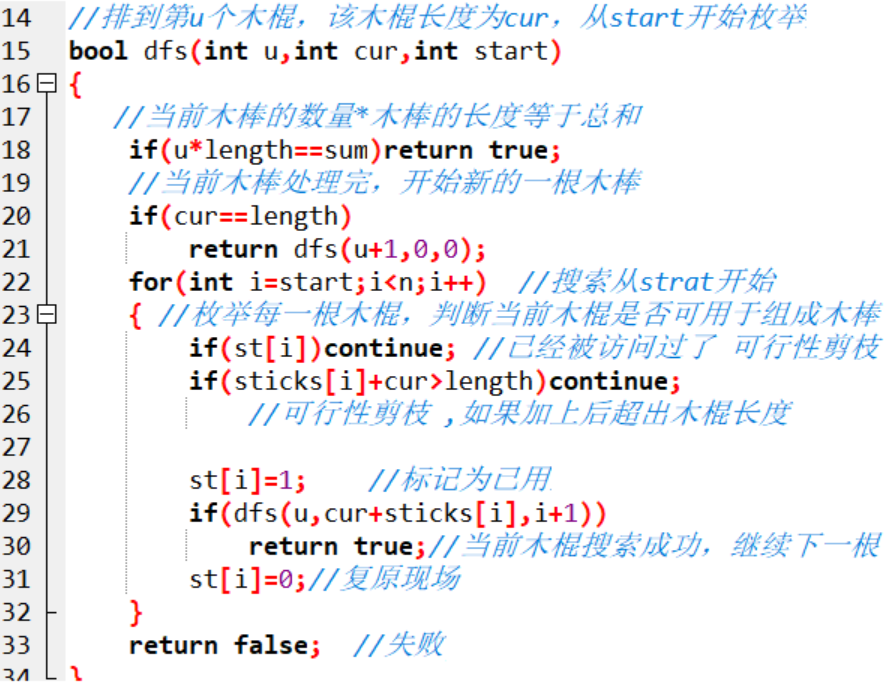 14 //排到第u个木棍，该木棍长度为cur，从start开始枚举
15 bool dfs(int u,int cur,int start)
16 {
17 //当前木棒的数量*木棒的长度等于总和
18 if(u*length==sum)return true;
19 //当前木棒处理完，开始新的一根木棒
20 if(cur==length)
21 return dfs(u+1,0,0);
22 for(int i=start;i<n;i++) //搜索从strat开始
23 { //枚举每一根木棍，判断当前木棍是否可用于组成木棒
24 if(st[i])continue; //已经被访问过了 可行性剪枝
25 if(sticks[i]+cur>length)continue;
26 //可行性剪枝 ,如果加上后超出木棍长度
27
28 st[i]=1; //标记为已用
29 if(dfs(u,cur+sticks[i],i+1))
30 return true;//当前木棍搜索成功，继续下一根
31 st[i]=0;//复原现场
32 }
33 return false; //失败
34 }